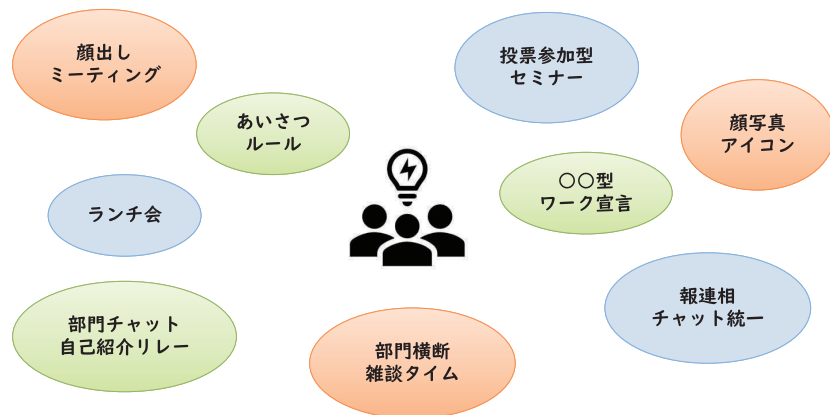 顔出し
ミーティング
投票参加型
セミナー
あいさつ
ルール
顔写真
アイコン
ランチ会
○○型
ワーク宣言
部門チャット
自己紹介リレー
部門横断
雑談タイム
報連相
チャット統一